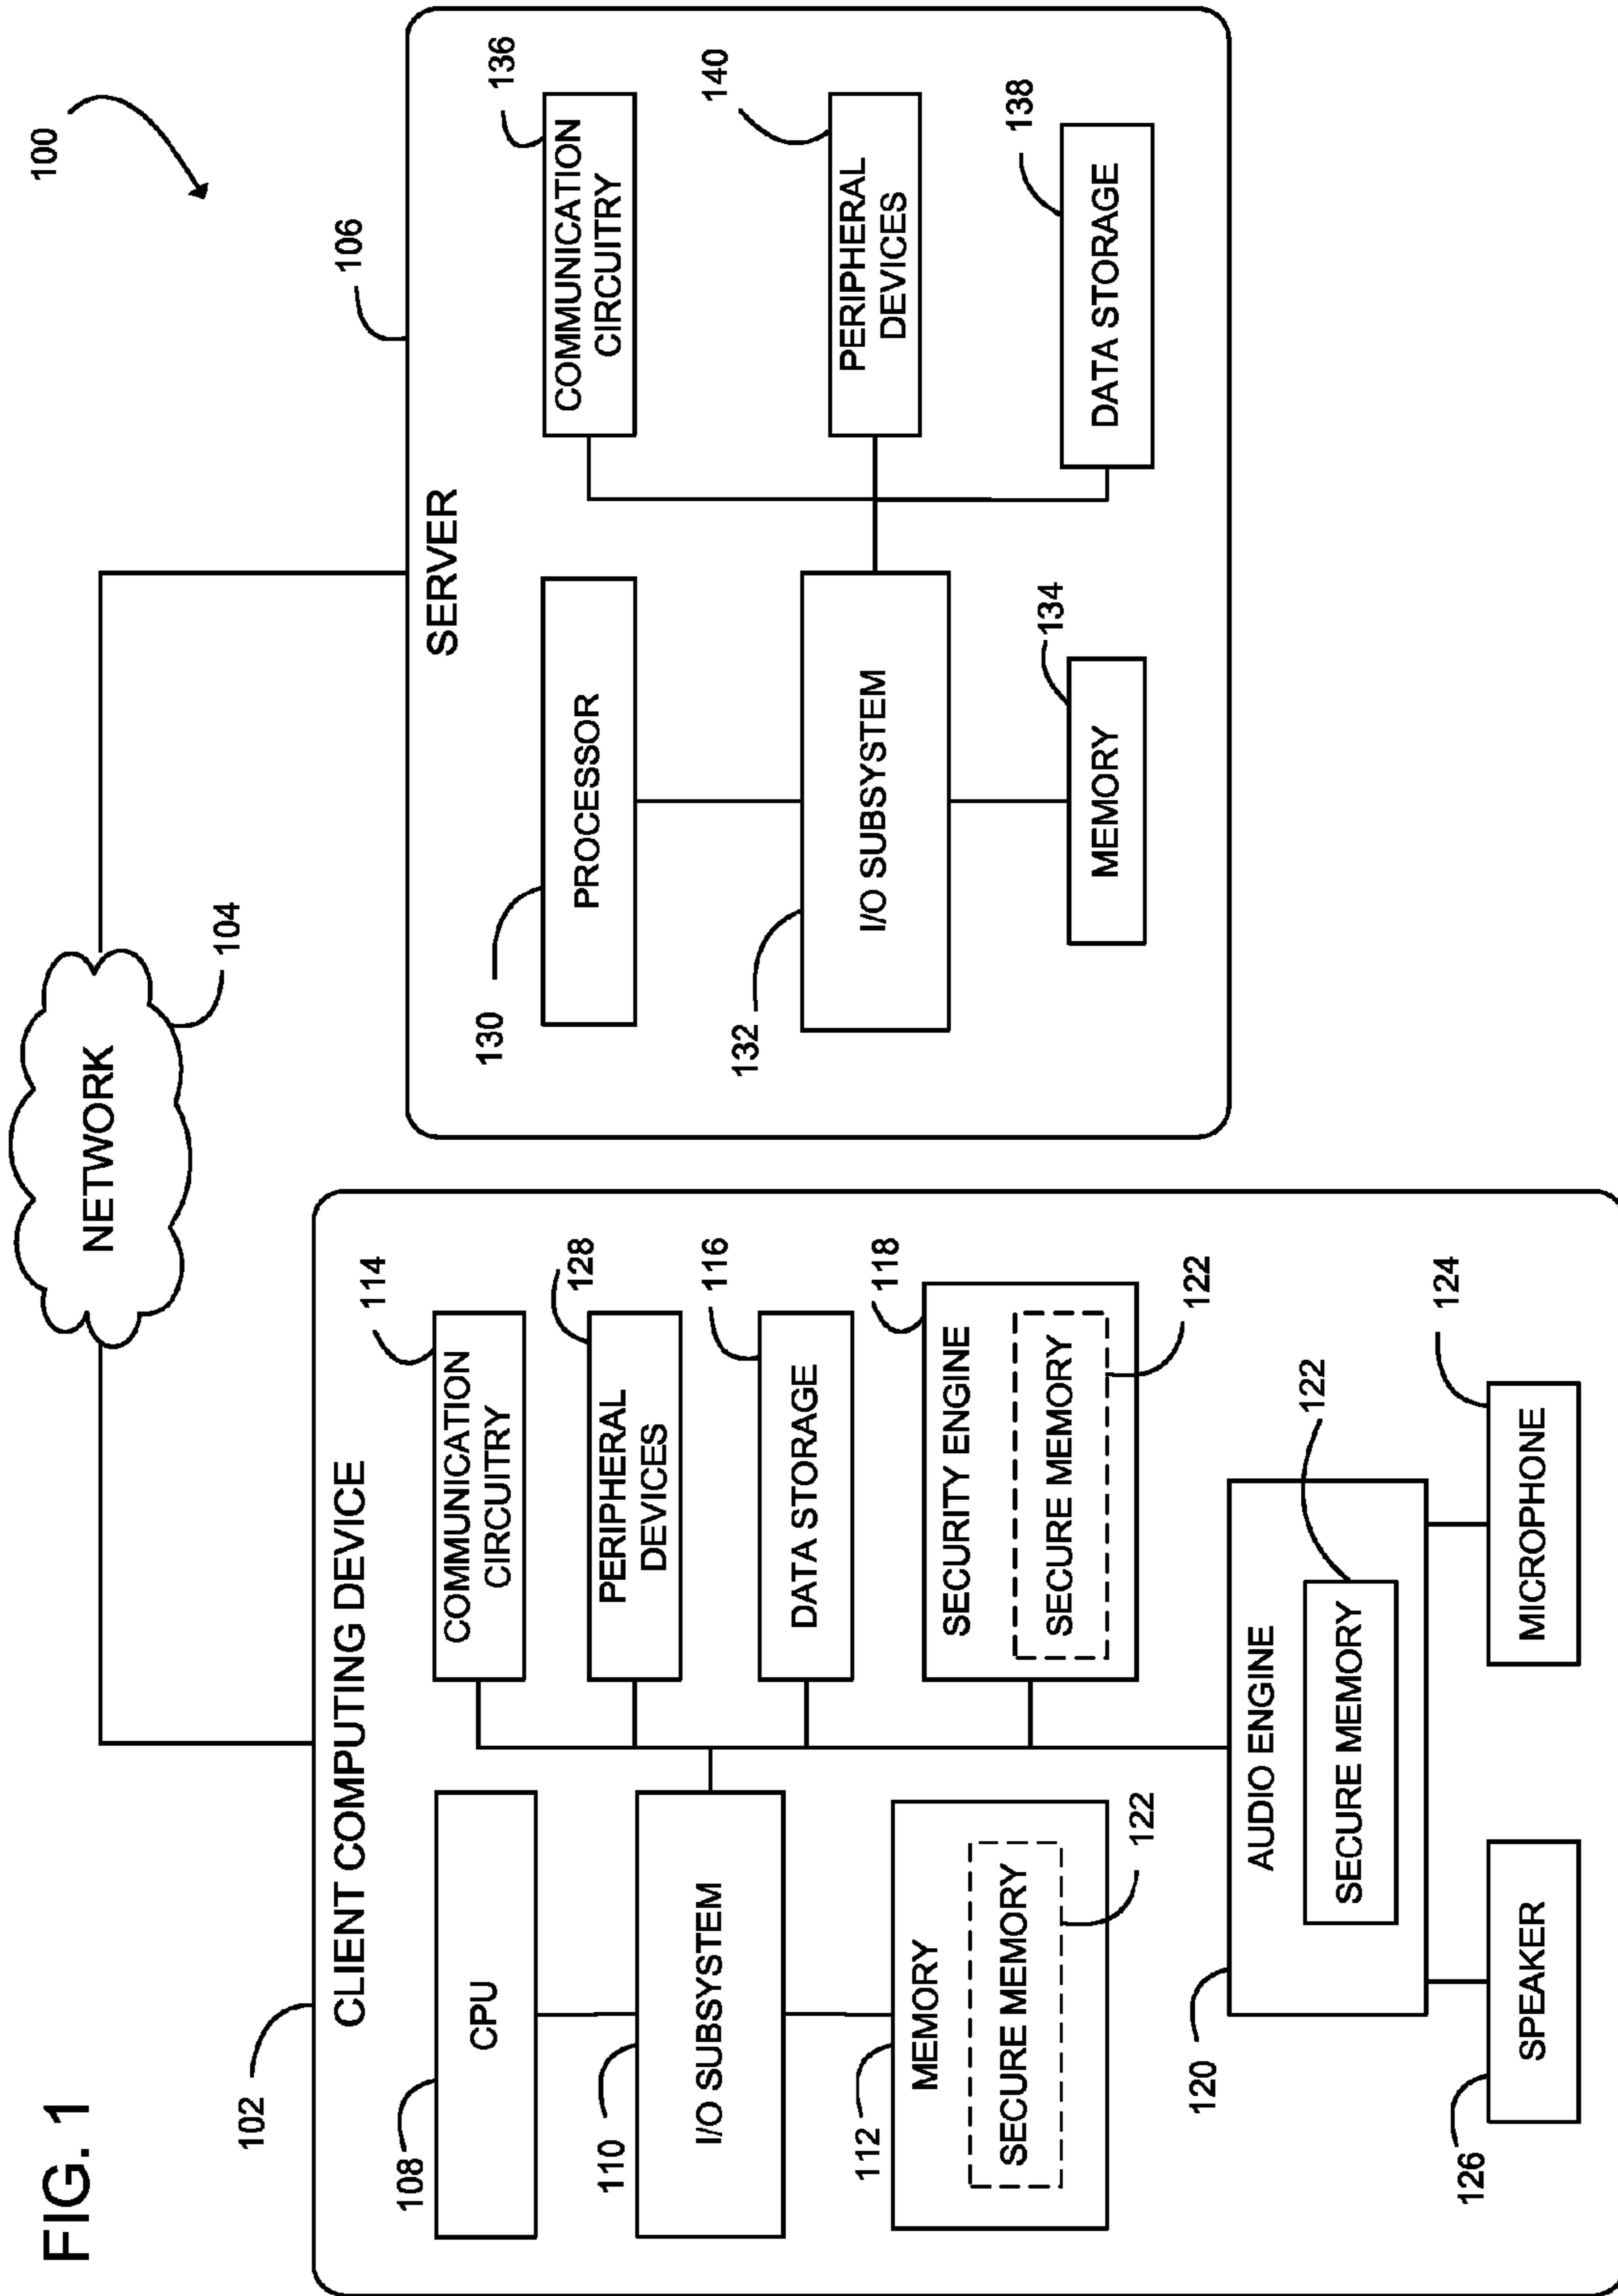 FIG. 1
100
NETWORK
104
102
CLIENT COMPUTING DEVICE
108
CPU
110
I/O SUBSYSTEM
112
MEMORY
SECURE MEMORY
122
114
COMMUNICATION
CIRCUITRY
128
PERIPHERAL
DEVICES
116
DATA STORAGE
118
SECURITY ENGINE
SECURE MEMORY
122
120
AUDIO ENGINE
SECURE MEMORY
122
126
SPEAKER
124
MICROPHONE
106
SERVER
130
PROCESSOR
132
I/O SUBSYSTEM
134
MEMORY
136
COMMUNICATION
CIRCUITRY
140
PERIPHERAL
DEVICES
138
DATA STORAGE